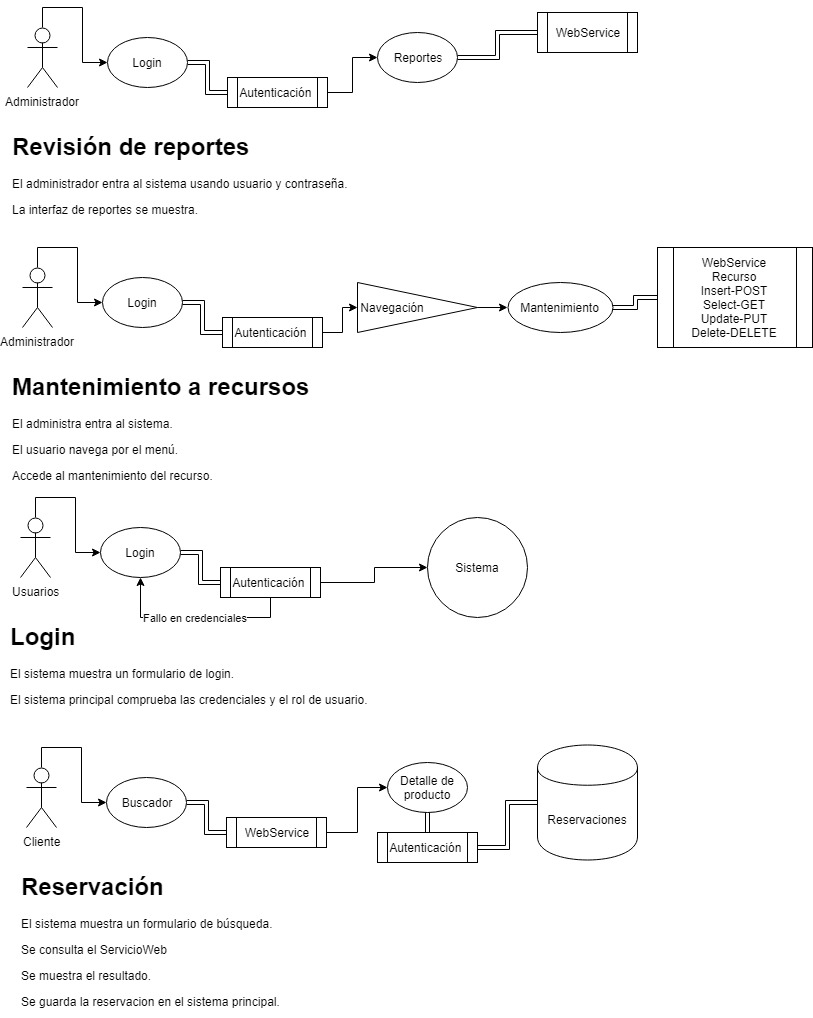 WebService
Login
Reportes
Autenticación
Administrador
Revisión de reportes
El administrador entra al sistema usando usuario y contraseña.
La interfaz de reportes se muestra.
WebService
Recurso
Insert-POST
Select-GET
Update-PUT
Delete-DELETE
Login
Navegación
Mantenimiento
Autenticación
Administrador
Mantenimiento a recursos
El administra entra al sistema.
El usuario navega por el menú.
Accede al mantenimiento del recurso.
Login
Autenticación
Sistema
Usuarios
Fallo en credenciales
Login
El sistema muestra un formulario de login.
El sistema principal comprueba las credenciales y el rol de usuario.
Buscador
WebService
Detalle de
producto
Autenticación
Reservaciones
Cliente
Reservación
El sistema muestra un formulario de búsqueda.
Se consulta el ServicioWeb
Se muestra el resultado.
Se guarda la reservacion en el sistema principal.